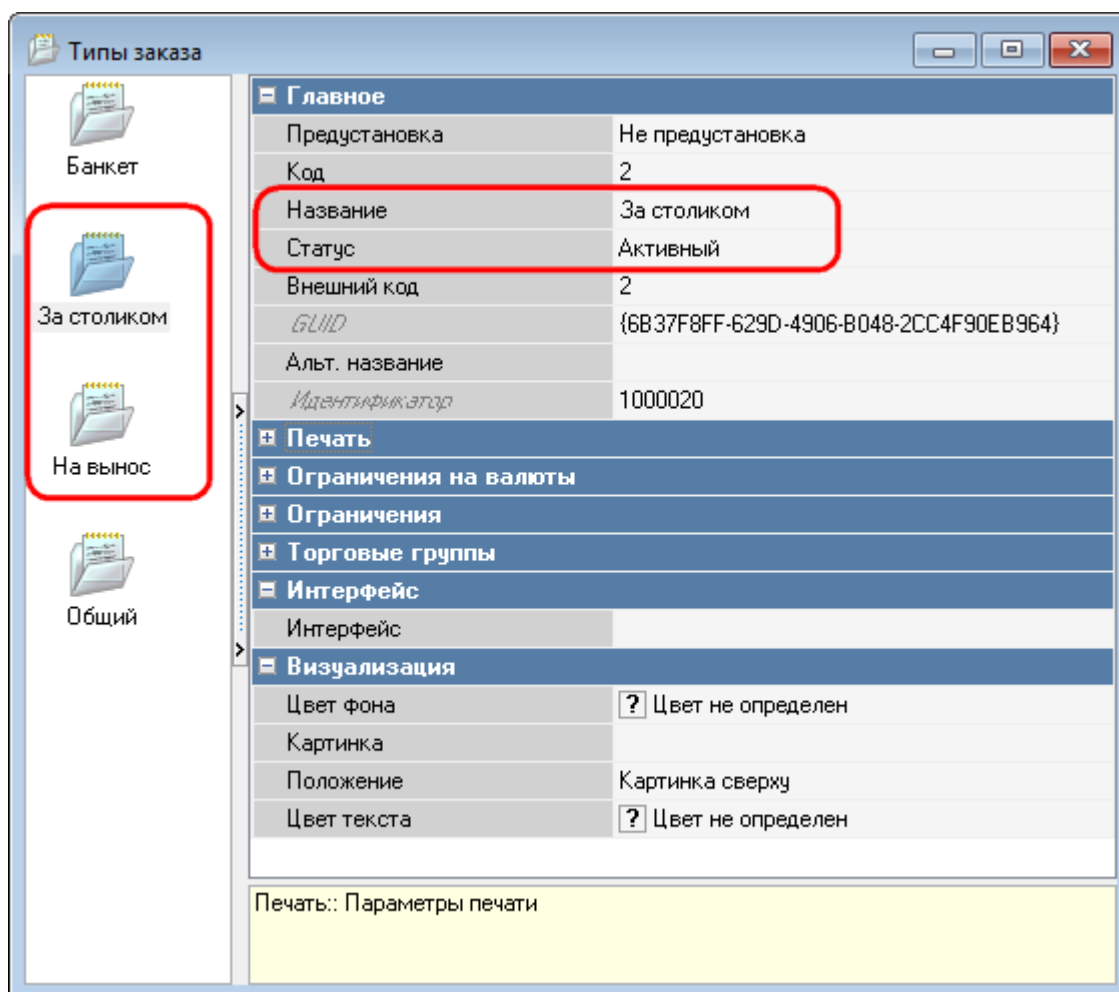 Типы заказа
Банкет
За столиком
На вынос
Общий
Главное
Предустановка Не предустановка
Код 2
Название За столиком
Статус Активный
Внешний код 2
GUID {6B37F8FF-629D-4906-B048-2CC4F90EB964}
Альт. название
Идентификатор 1000020
Печать
Ограничения на валюты
Ограничения
Торговые группы
Интерфейс
Интерфейс
Визуализация
Цвет фона ? Цвет не определен
Картинка
Положение Картинка сверху
Цвет текста ? Цвет не определен
Печать:: Параметры печати